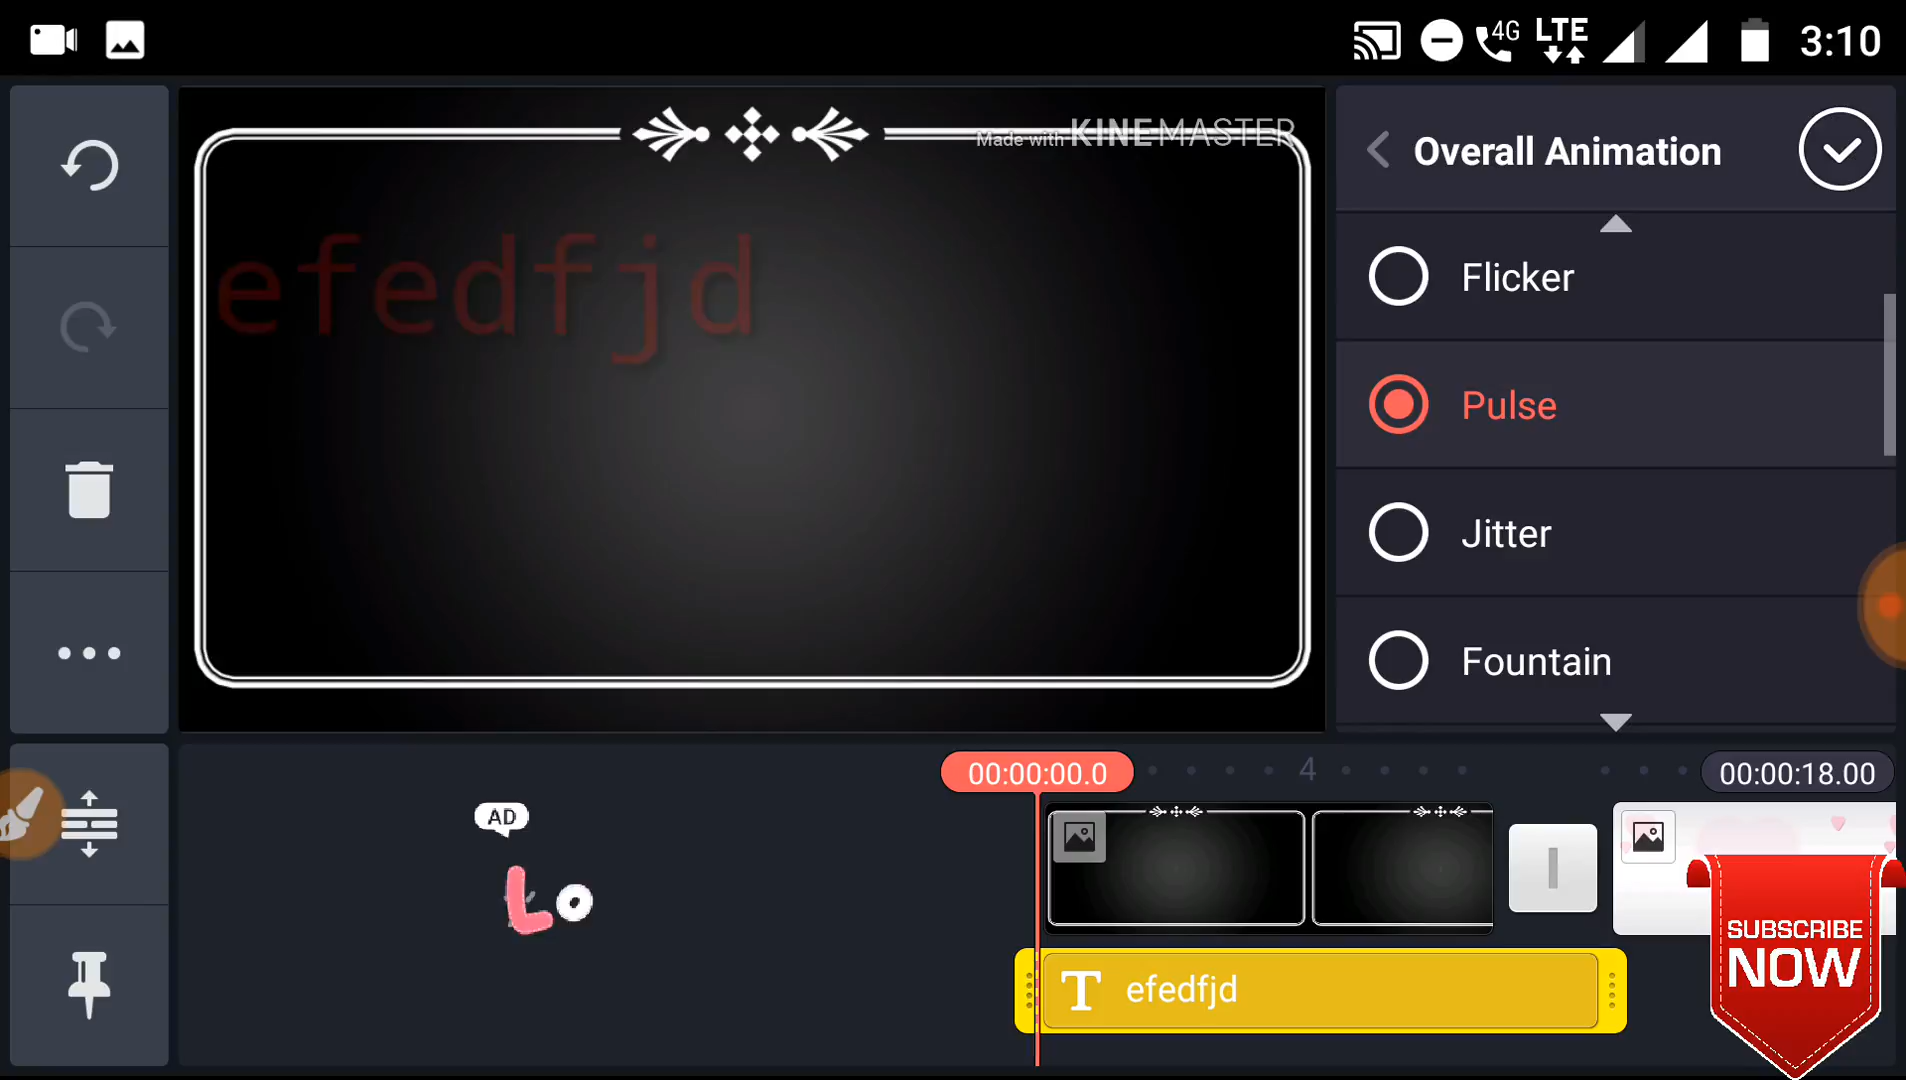 4G
LTE
3:10
Made with KINEMASTER
efedfjd
Overall Animation
Flicker
Pulse
Jitter
Fountain
00:00:00.0
4
00:00:18.00
AD
Lo
T efedfjd
SUBSCRIBE
NOW